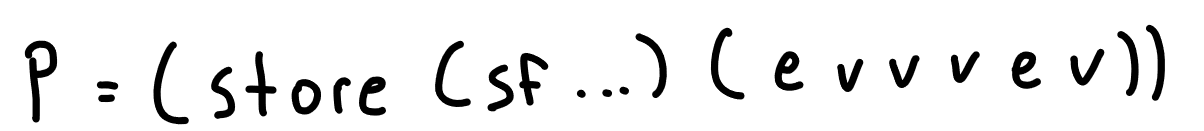 P = ( store (sf ...) ( e v v v e v))